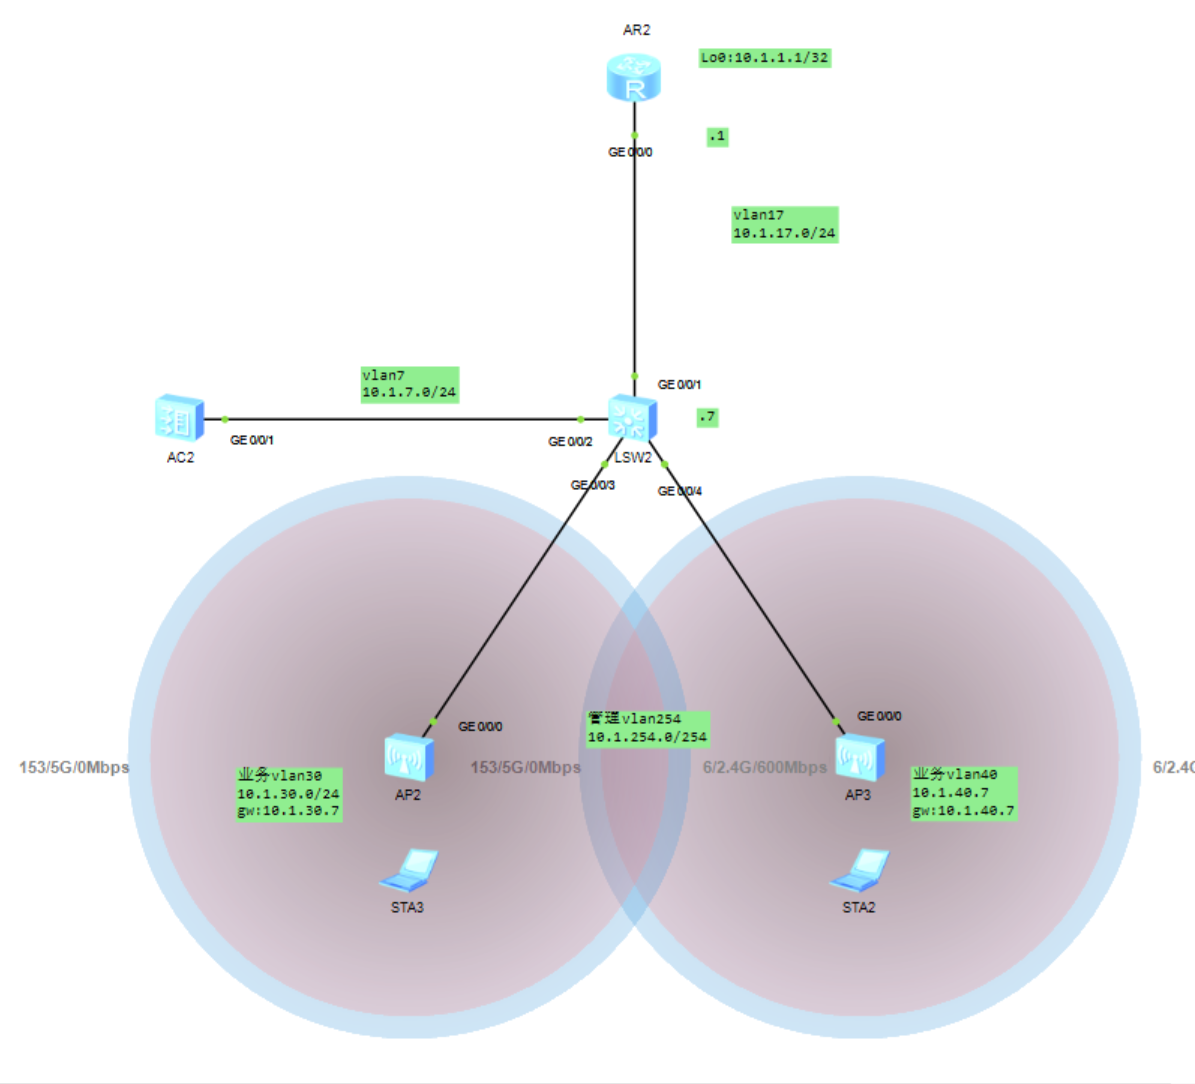 AR2
Lo0:10.1.1.1/32
R
.1
GE 0/0/0
vlan17
10.1.17.0/24
vlan7
10.1.7.0/24
GE 0/0/1
.7
GE 0/0/1
GE 0/0/2
AC2
LSW2
GE 0/0/3
GE 0/0/4
管理vlan254
10.1.254.0/254
GE 0/0/0
GE 0/0/0
153/5G/0Mbps
153/5G/0Mbps
6/2.4G/600Mbps
6/2.4G
业务vlan30
10.1.30.0/24
gw:10.1.30.7
AP2
AP3
业务vlan40
10.1.40.7
gw:10.1.40.7
STA3
STA2